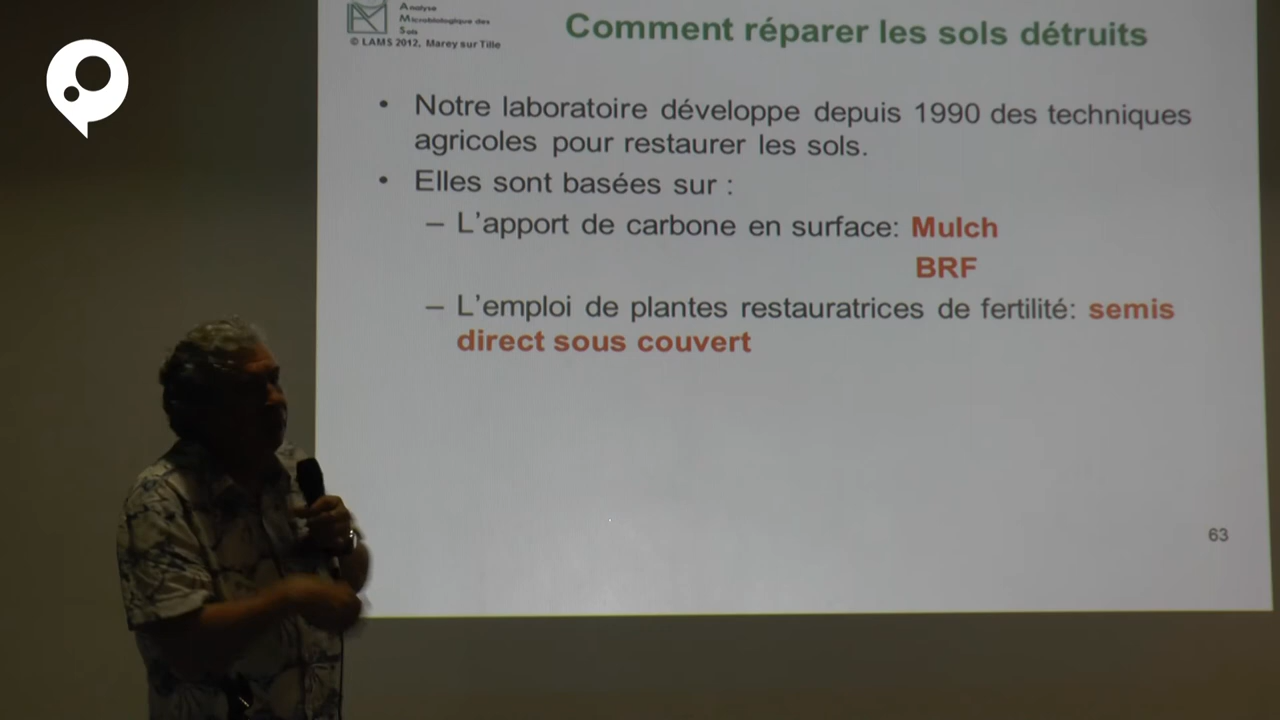 Analyse
Microbiologique des
Sols
© LAMS 2012, Marey sur Tille
Comment réparer les sols détruits
• Notre laboratoire développe depuis 1990 des techniques
agricoles pour restaurer les sols.
• Elles sont basées sur :
– L'apport de carbone en surface: Mulch
BRF
– L'emploi de plantes restauratrices de fertilité: semis
direct sous couvert
63